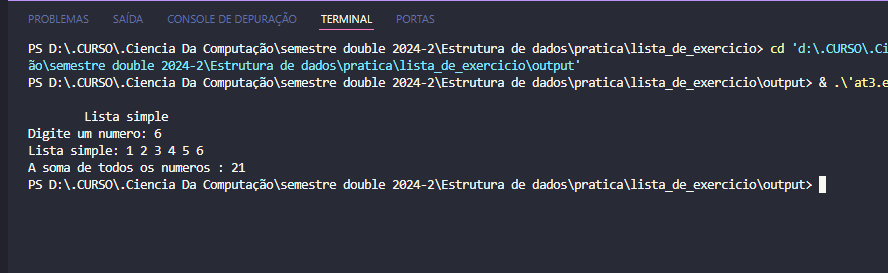 PROBLEMAS SAÍDA CONSOLE DE DEPURAÇÃO TERMINAL PORTAS
PS D:\.CURSO\.Ciencia Da Computação\semestre double 2024-2\Estrutura de dados\pratica\lista_de_exercicio> cd 'd:\.CURSO\.Ci
ão\semestre double 2024-2\Estrutura de dados\pratica\lista_de_exercicio\output'
PS D:\.CURSO\.Ciencia Da Computação\semestre double 2024-2\Estrutura de dados\pratica\lista_de_exercicio\output> & .\'at3.e
Lista simple
Digite um numero: 6
Lista simple: 1 2 3 4 5 6
A soma de todos os numeros : 21
PS D:\.CURSO\.Ciencia Da Computação\semestre double 2024-2\Estrutura de dados\pratica\lista_de_exercicio\output>